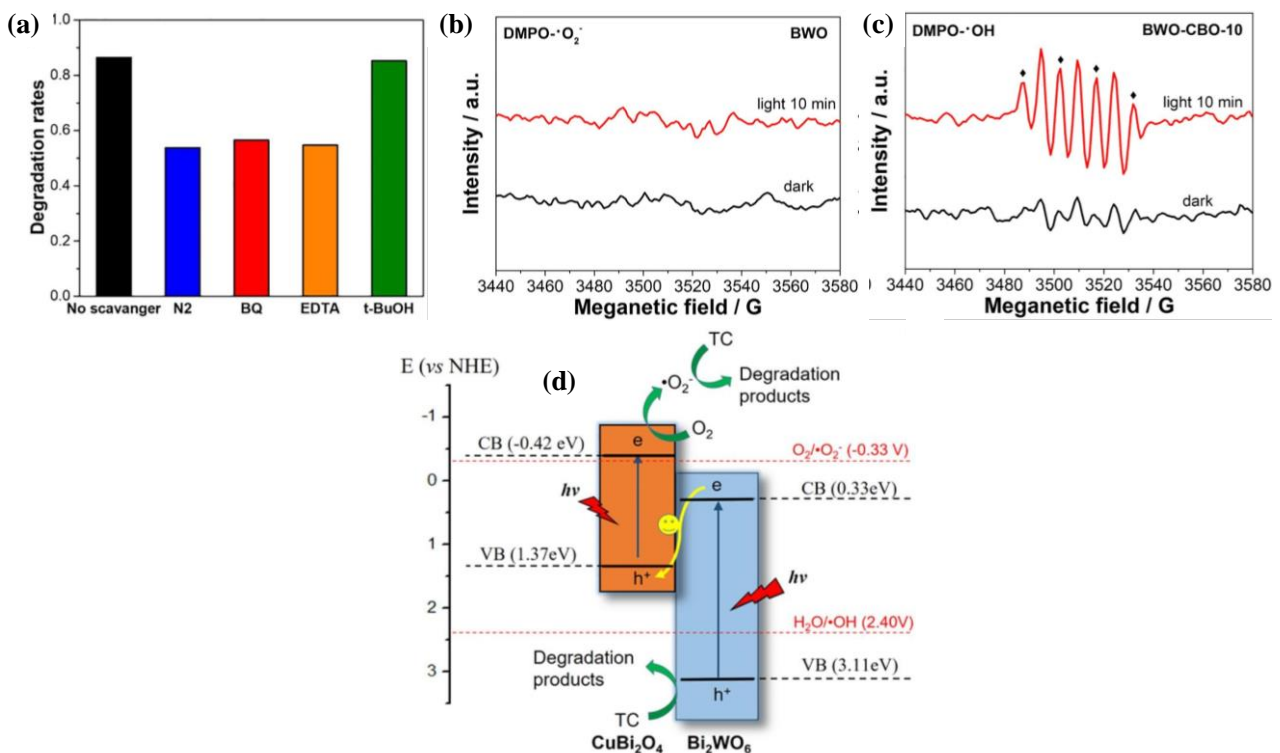 (a)
1.0
0.8
0.6
0.4
0.2
0.0
Degradation rates
No scavanger N2 BQ EDTA t-BuOH
(b)
DMPO-·O₂⁻ BWO
light 10 min
dark
Intensity / a.u.
3440 3460 3480 3500 3520 3540 3560 3580
Meganetic field / G
(c)
DMPO-·OH BWO-CBO-10
light 10 min
dark
Intensity / a.u.
3440 3460 3480 3500 3520 3540 3560 3580
Meganetic field / G
(d)
E (vs NHE)
-1
0
1
2
3
TC
•O₂⁻
Degradation
products
O₂
CB (-0.42 eV)
e
O₂/•O₂⁻ (-0.33 V)
e
CB (0.33eV)
hv
VB (1.37eV)
h⁺
hv
H₂O/•OH (2.40V)
Degradation
products
VB (3.11eV)
h⁺
TC
CuBi₂O₄ Bi₂WO₆